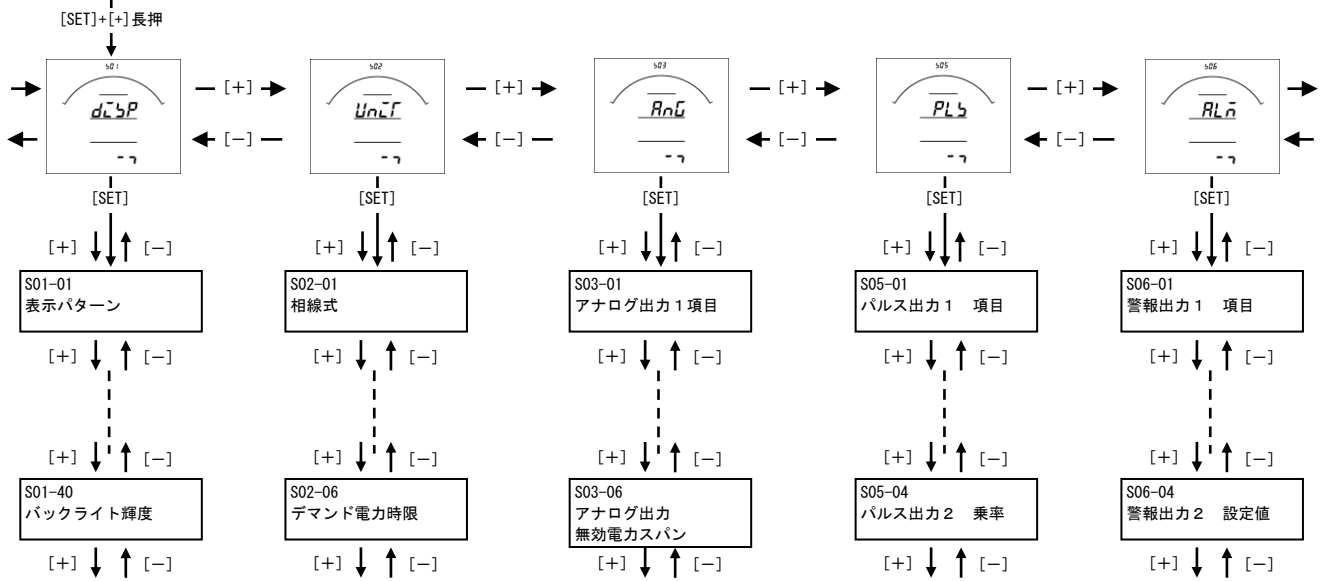 [SET]+[+]長押
S01 S02 S03 S05 S06
[+] [+] [+] [+]
dISP UnIT AnG PLS ALM
[−] [−] [−] [−]
[SET] [SET] [SET] [SET] [SET]
[+] [−] [+] [−] [+] [−] [+] [−] [+] [−]
S01-01
表示パターン
S02-01
相線式
S03-01
アナログ出力1項目
S05-01
パルス出力1 項目
S06-01
警報出力1 項目
[+] [−] [+] [−] [+] [−] [+] [−] [+] [−]
[+] [−] [+] [−] [+] [−] [+] [−] [+] [−]
S01-40
バックライト輝度
S02-06
デマンド電力時限
S03-06
アナログ出力
無効電力スパン
S05-04
パルス出力2 乗率
S06-04
警報出力2 設定値
[+] [−] [+] [−] [+] [−] [+] [−] [+] [−]